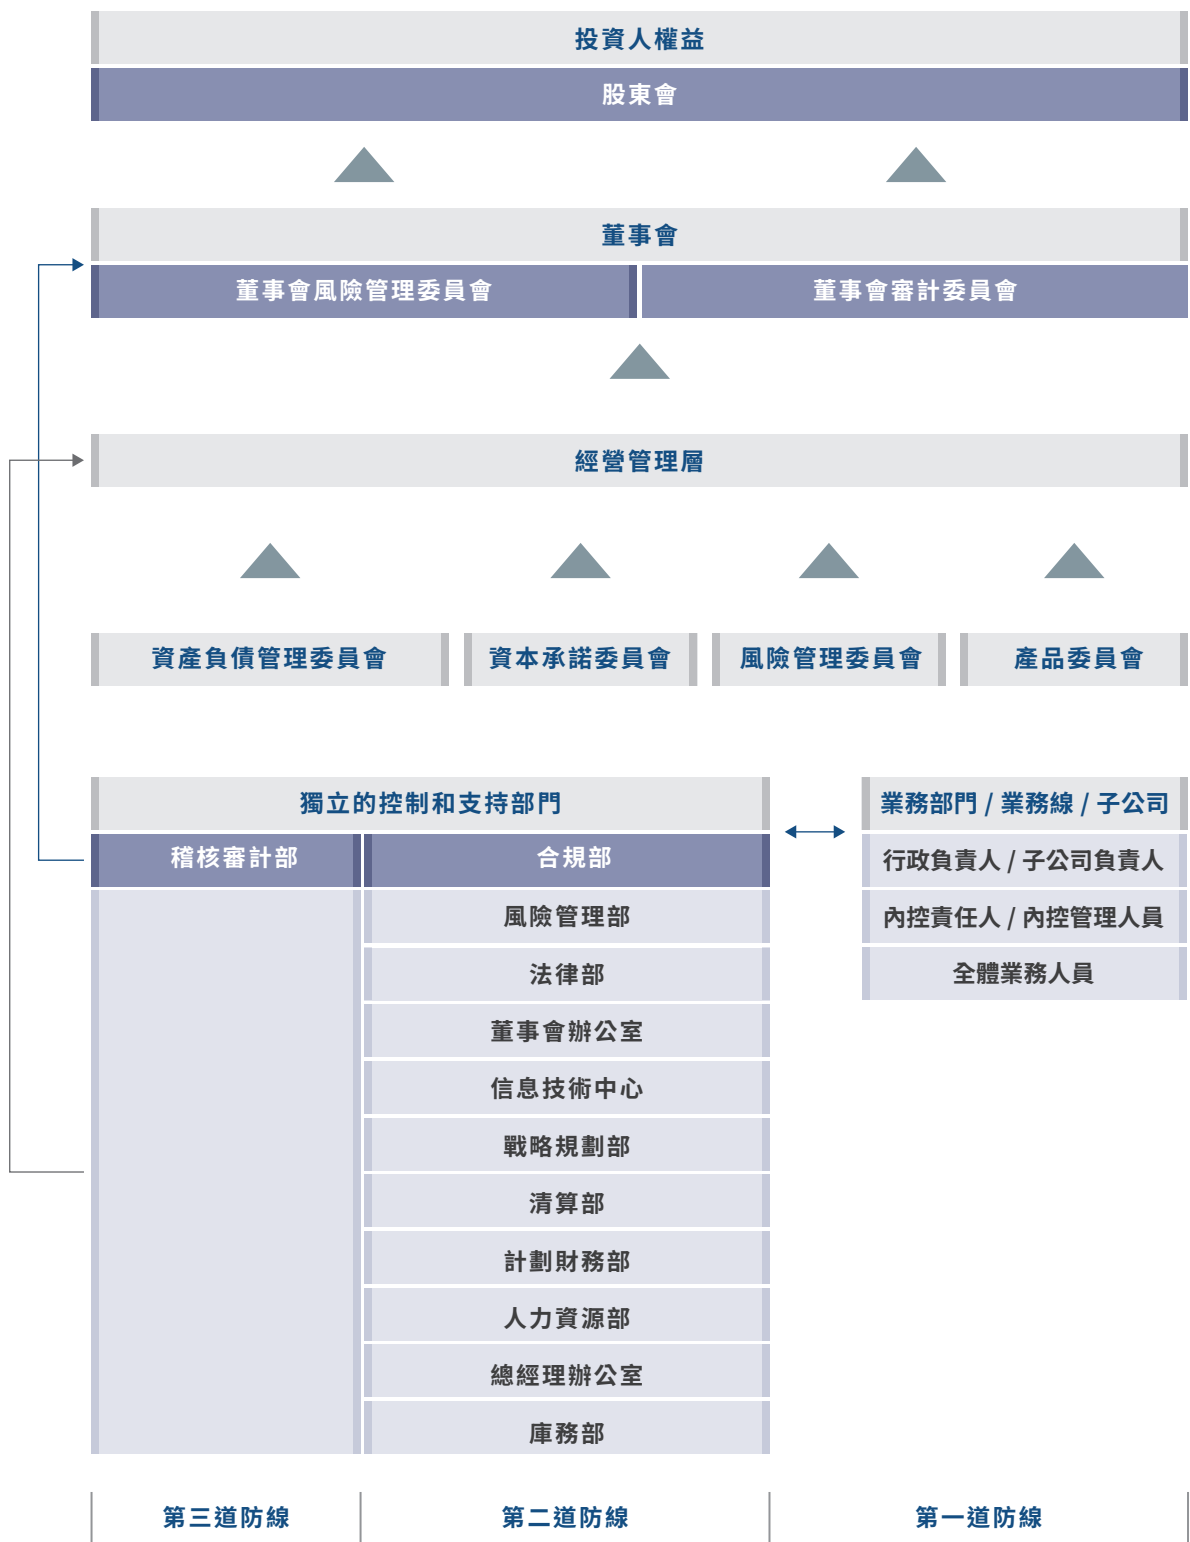 投資人權益
股東會
董事會
董事會風險管理委員會
董事會審計委員會
經營管理層
資產負債管理委員會
資本承諾委員會
風險管理委員會
產品委員會
獨立的控制和支持部門
稽核審計部
合規部
風險管理部
法律部
董事會辦公室
信息技術中心
戰略規劃部
清算部
計劃財務部
人力資源部
總經理辦公室
庫務部
業務部門 / 業務線 / 子公司
行政負責人 / 子公司負責人
內控責任人 / 內控管理人員
全體業務人員
第三道防線
第二道防線
第一道防線